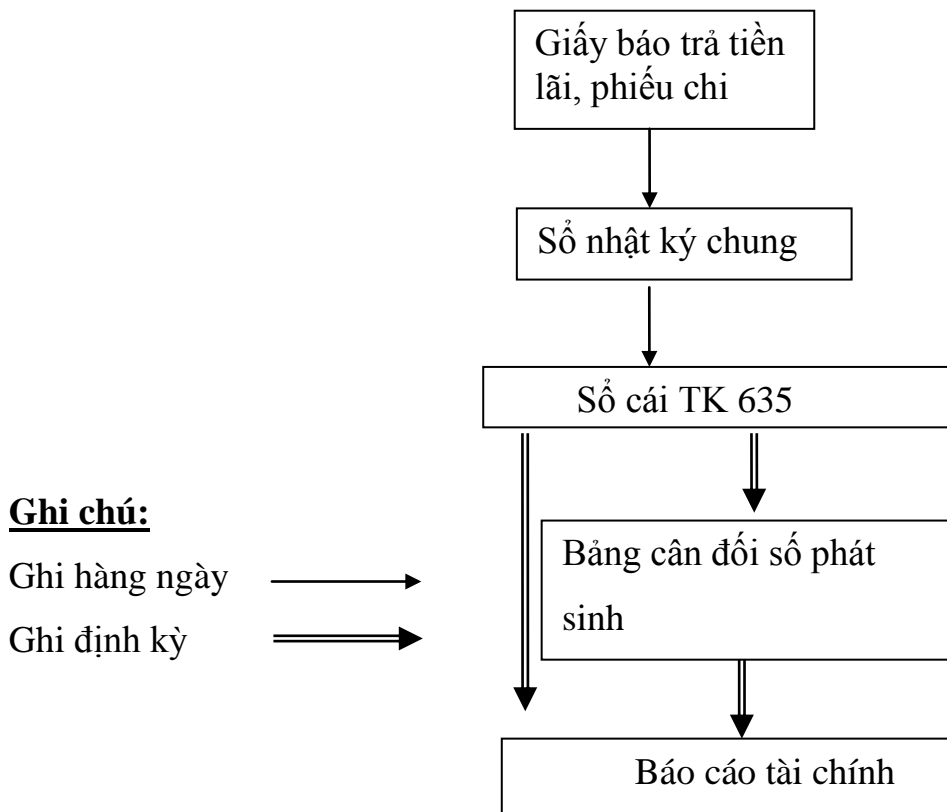 Giấy báo trả tiền
lãi, phiếu chi
Sổ nhật ký chung
Sổ cái TK 635
Ghi chú:
Ghi hàng ngày
Ghi định kỳ
Bảng cân đối số phát
sinh
Báo cáo tài chính